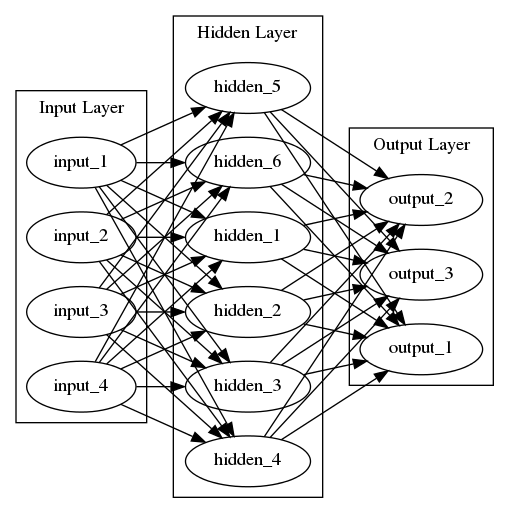 Input Layer
input_1
input_2
input_3
input_4
Hidden Layer
hidden_5
hidden_6
hidden_1
hidden_2
hidden_3
hidden_4
Output Layer
output_2
output_3
output_1